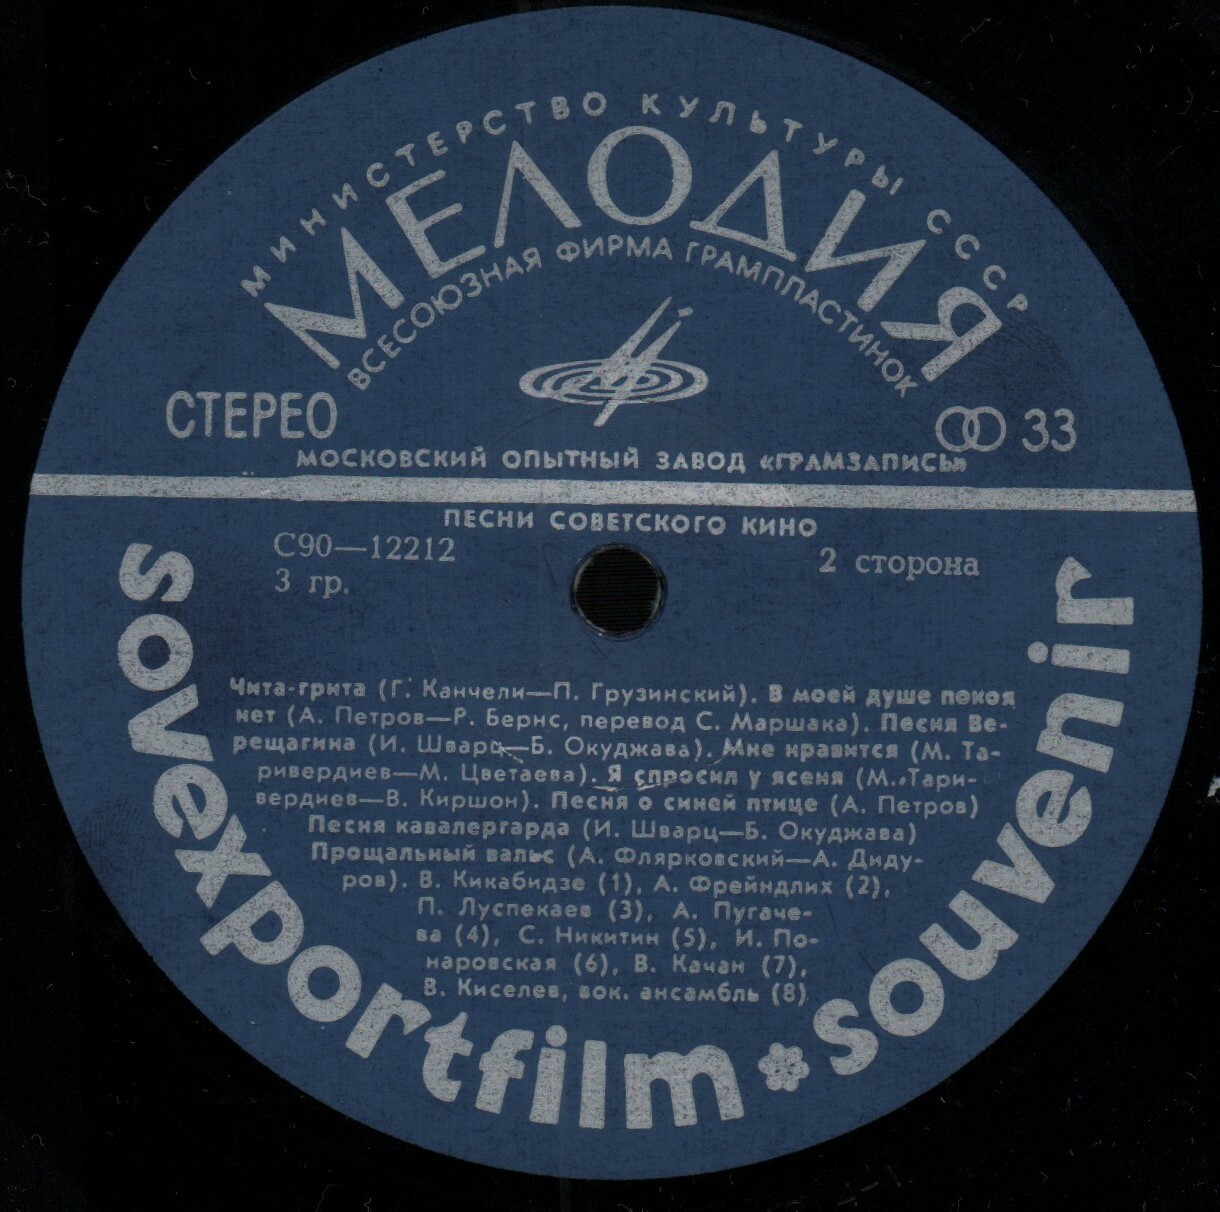 МИНИСТЕРСТВО КУЛЬТУРЫ СССР
МЕЛОДИЯ
ВСЕСОЮЗНАЯ ФИРМА ГРАМПЛАСТИНОК
СТЕРЕО
33
МОСКОВСКИЙ ОПЫТНЫЙ ЗАВОД «ГРАМЗАПИСЬ»
ПЕСНИ СОВЕТСКОГО КИНО
С90—12212
2 сторона
3 гр.
Чита-грита (Г. Канчели—П. Грузинский). В моей душе покоя
нет (А. Петров—Р. Бернс, перевод С. Маршака). Песня Ве-
рещагина (И. Шварц—Б. Окуджава). Мне нравится (М. Та-
ривердиев—М. Цветаева). Я спросил у ясеня (М. Тари-
вердиев—В. Киршон). Песня о синей птице (А. Петров)
Песня кавалергарда (И. Шварц—Б. Окуджава)
Прощальный вальс (А. Флярковский—А. Диду-
ров). В. Кикабидзе (1), А. Фрейндлих (2),
П. Луспекаев (3), А. Пугаче-
ва (4), С. Никитин (5), И. По-
наровская (6), В. Качан (7),
В. Киселев, вок. ансамбль (8)
sovexportfilm * souvenir